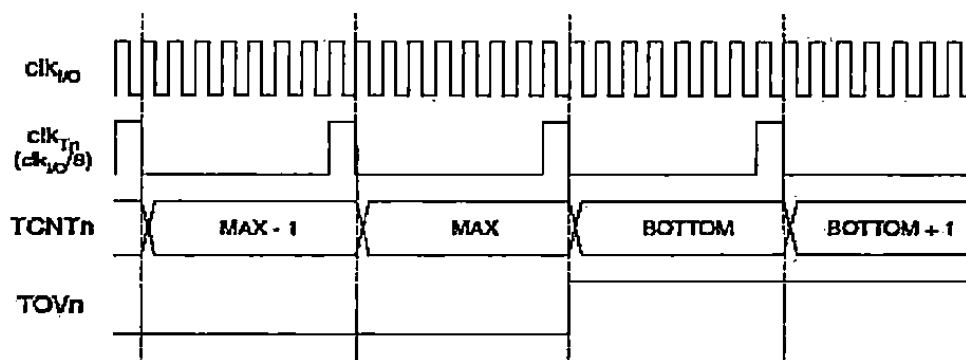 clkI/O
clkTn
(clkI/O/8)
TCNTn
MAX - 1
MAX
BOTTOM
BOTTOM + 1
TOVn